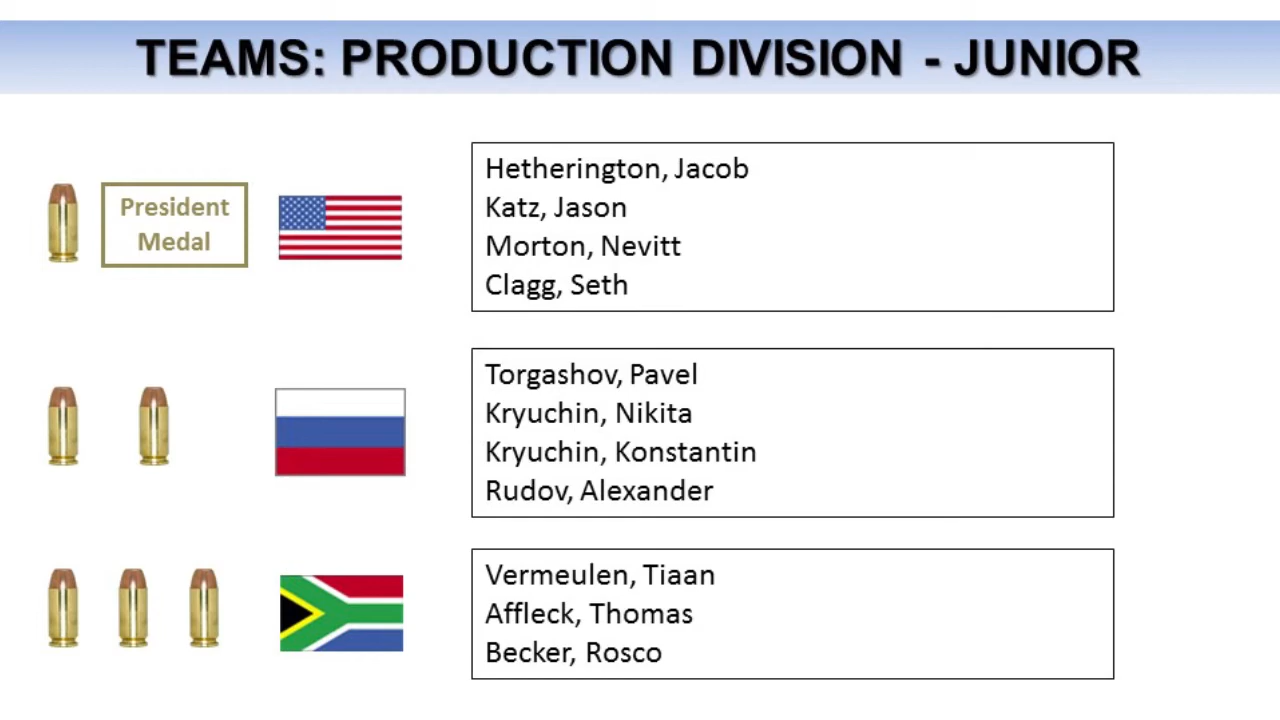 TEAMS: PRODUCTION DIVISION - JUNIOR
President
Medal
Hetherington, Jacob
Katz, Jason
Morton, Nevitt
Clagg, Seth
Torgashov, Pavel
Kryuchin, Nikita
Kryuchin, Konstantin
Rudov, Alexander
Vermeulen, Tiaan
Affleck, Thomas
Becker, Rosco